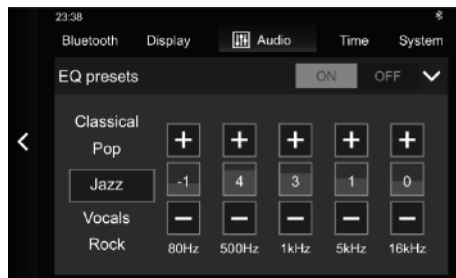 23:38
Bluetooth Display Audio Time System
EQ presets ON OFF
Classical
Pop
Jazz -1 4 3 1 0
Vocals
Rock
80Hz 500Hz 1kHz 5kHz 16kHz